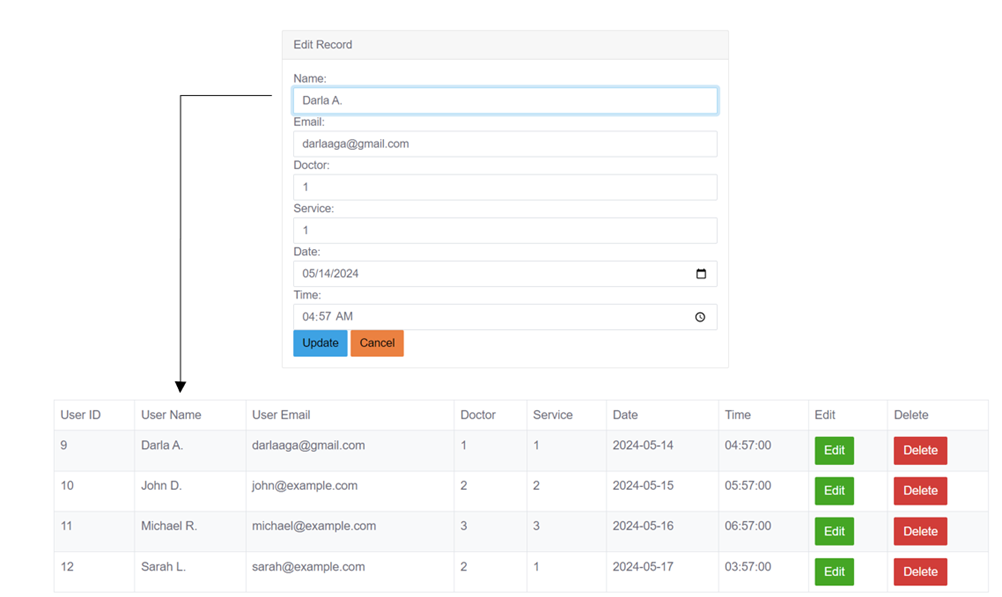 Edit Record
Name:
Darla A.
Email:
darlaaga@gmail.com
Doctor:
1
Service:
1
Date:
05/14/2024
Time:
04:57 AM
Update Cancel
User ID User Name User Email Doctor Service Date Time Edit Delete
9 Darla A. darlaaga@gmail.com 1 1 2024-05-14 04:57:00 Edit Delete
10 John D. john@example.com 2 2 2024-05-15 05:57:00 Edit Delete
11 Michael R. michael@example.com 3 3 2024-05-16 06:57:00 Edit Delete
12 Sarah L. sarah@example.com 2 1 2024-05-17 03:57:00 Edit Delete